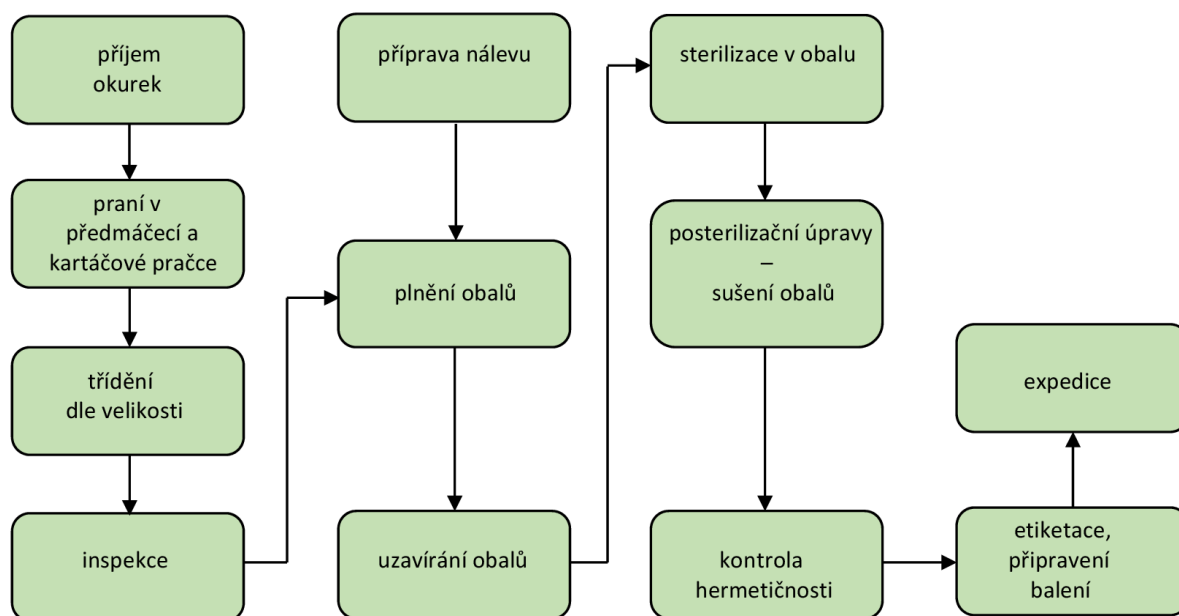 příjem
okurek
praní v
předmáčecí a
kartáčové pračce
třídění
dle velikosti
inspekce
příprava nálevu
plnění obalů
uzavírání obalů
sterilizace v obalu
posterilizační úpravy
–
sušení obalů
kontrola
hermetičnosti
etiketace,
připravení
balení
expedice